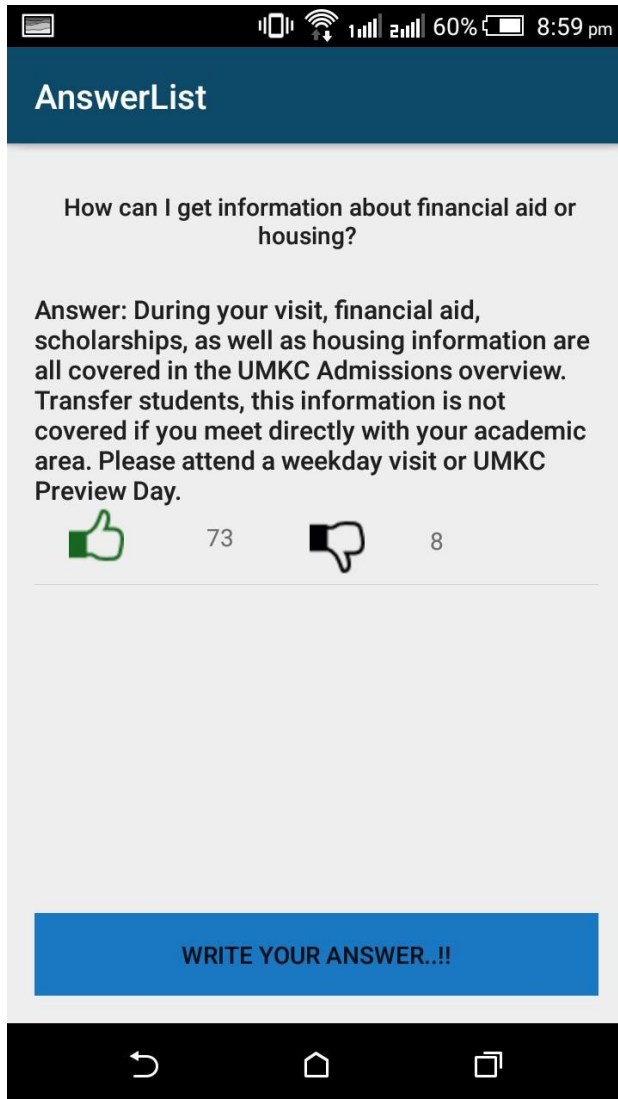 1 2 60% 8:59 pm
AnswerList
How can I get information about financial aid or
housing?
Answer: During your visit, financial aid,
scholarships, as well as housing information are
all covered in the UMKC Admissions overview.
Transfer students, this information is not
covered if you meet directly with your academic
area. Please attend a weekday visit or UMKC
Preview Day.
73 8
WRITE YOUR ANSWER..!!